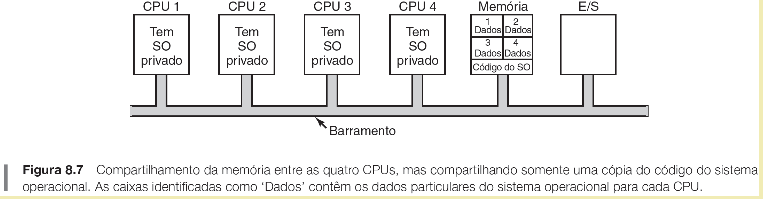 CPU 1 CPU 2 CPU 3 CPU 4 Memória E/S
Tem SO privado
Tem SO privado
Tem SO privado
Tem SO privado
1 Dados 2 Dados
3 Dados 4 Dados
Código do SO
Barramento
Figura 8.7 Compartilhamento da memória entre as quatro CPUs, mas compartilhando somente uma cópia do código do sistema
operacional. As caixas identificadas como ‘Dados’ contêm os dados particulares do sistema operacional para cada CPU.